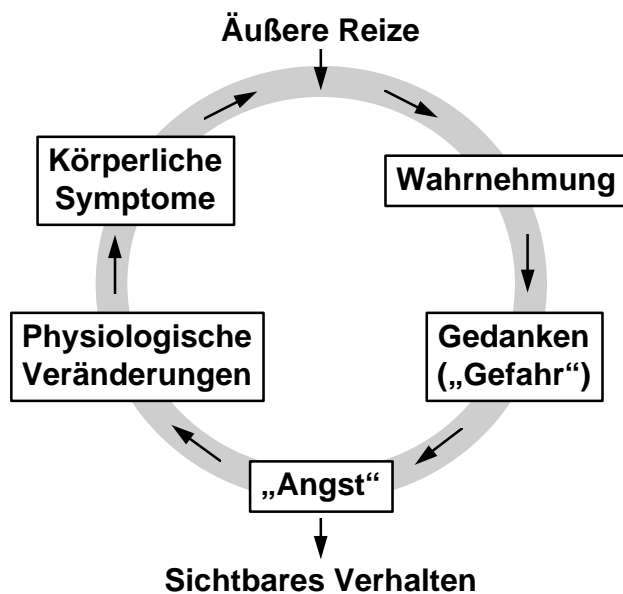 Äußere Reize
Körperliche
Symptome
Wahrnehmung
Physiologische
Veränderungen
Gedanken
(„Gefahr“)
„Angst“
Sichtbares Verhalten